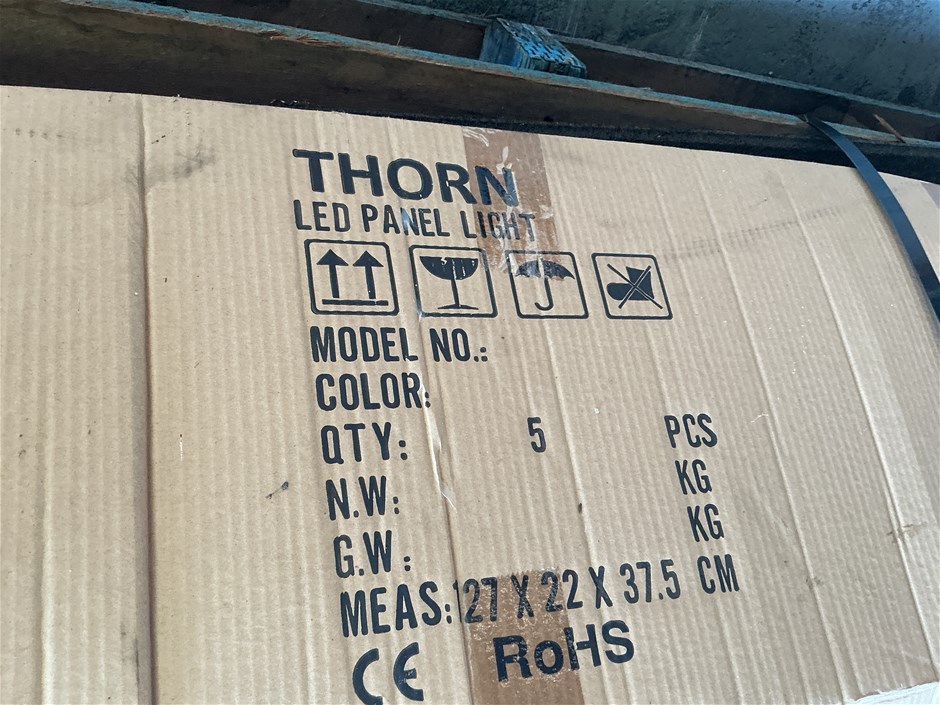 THORN
LED PANEL LIGHT
MODEL NO.:
COLOR:
QTY: 5 PCS
N.W: KG
G.W: KG
MEAS: 127 X 22 X 37.5 CM
CE RoHS